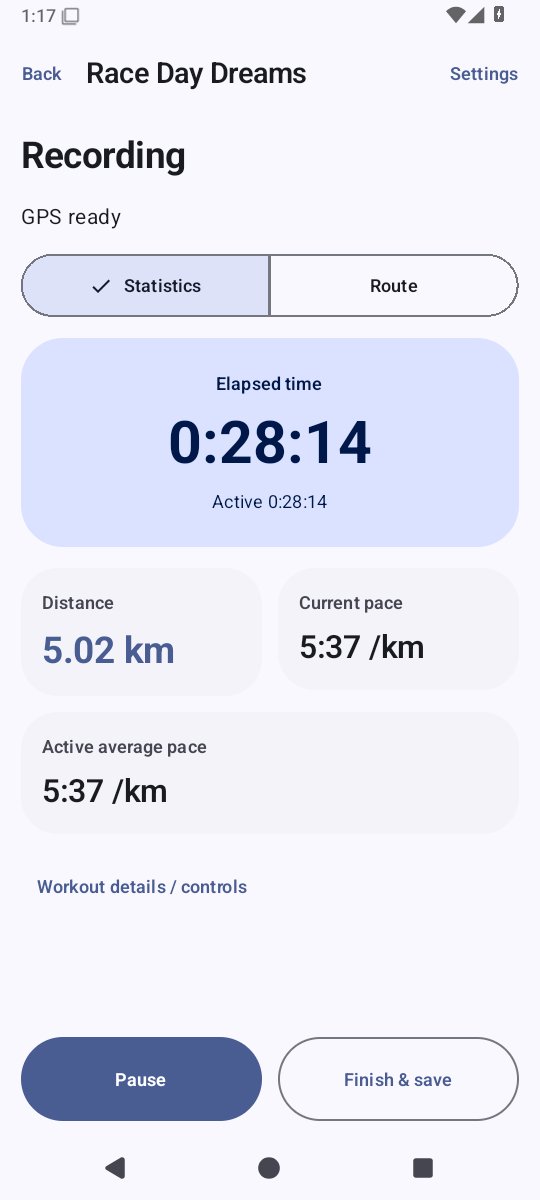 1:17
Back Race Day Dreams Settings
Recording
GPS ready
Statistics Route
Elapsed time
0:28:14
Active 0:28:14
Distance Current pace
5.02 km 5:37 /km
Active average pace
5:37 /km
Workout details / controls
Pause Finish & save